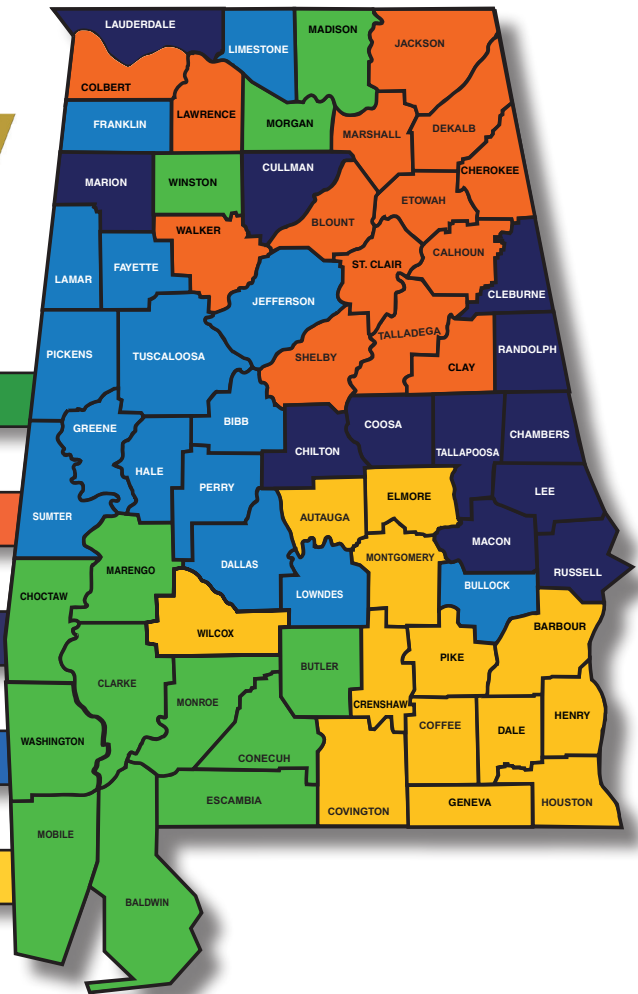 LAUDERDALE
LIMESTONE
MADISON
JACKSON
COLBERT
LAWRENCE
FRANKLIN
MORGAN
MARSHALL
DEKALB
CHEROKEE
MARION
WINSTON
CULLMAN
ETOWAH
BLOUNT
WALKER
LAMAR
FAYETTE
JEFFERSON
ST. CLAIR
CALHOUN
CLEBURNE
PICKENS
TUSCALOOSA
SHELBY
TALLADEGA
CLAY
RANDOLPH
GREENE
BIBB
COOSA
CHILTON
TALLAPOOSA
CHAMBERS
HALE
PERRY
ELMORE
LEE
SUMTER
AUTAUGA
MACON
CHOCTAW
MARENGO
DALLAS
MONTGOMERY
LOWNDES
BULLOCK
RUSSELL
WILCOX
BARBOUR
CLARKE
BUTLER
PIKE
MONROE
CRENSHAW
WASHINGTON
COFFEE
DALE
HENRY
CONECUH
ESCAMBIA
COVINGTON
GENEVA
HOUSTON
MOBILE
BALDWIN